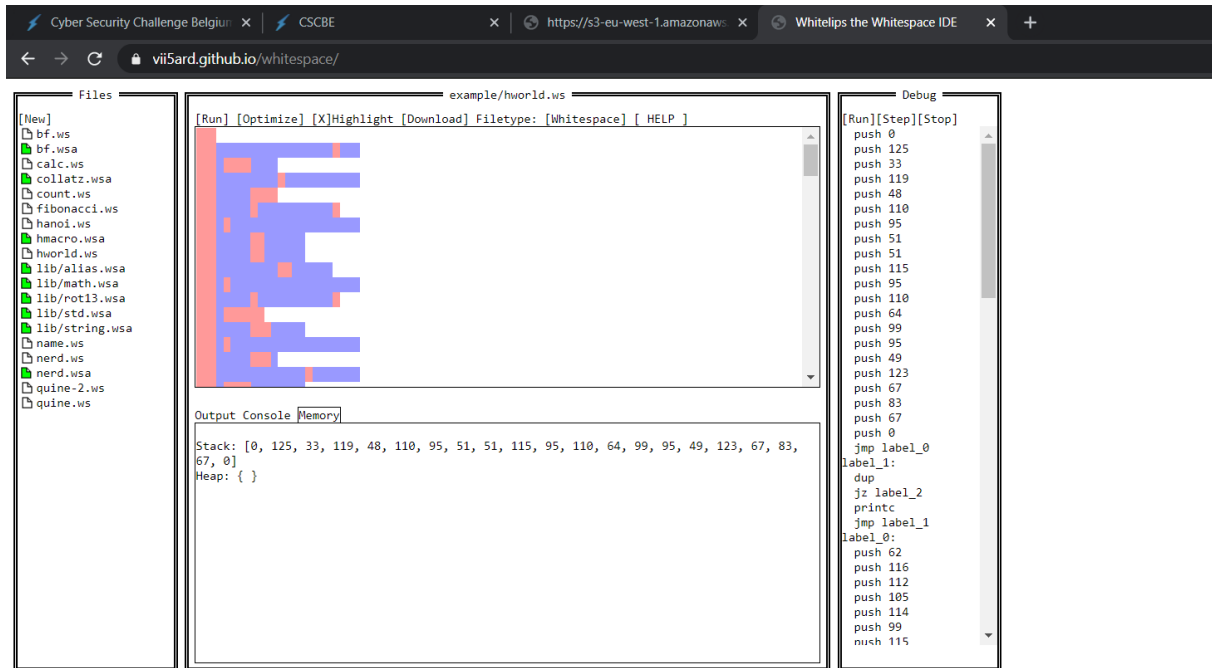 Cyber Security Challenge Belgiun
CSCBE
https://s3-eu-west-1.amazonaws.
Whitelips the Whitespace IDE
vii5ard.github.io/whitespace/
Files
[New]
bf.ws
bf.wsa
calc.ws
collatz.wsa
count.ws
fibonacci.ws
hanoi.ws
hmacro.wsa
hworld.ws
lib/alias.wsa
lib/math.wsa
lib/rot13.wsa
lib/std.wsa
lib/string.wsa
name.ws
nerd.ws
nerd.wsa
quine-2.ws
quine.ws
example/hworld.ws
[Run] [Optimize] [X]Highlight [Download] Filetype: [Whitespace] [ HELP ]
Output Console Memory
Stack: [0, 125, 33, 119, 48, 110, 95, 51, 51, 115, 95, 110, 64, 99, 95, 49, 123, 67, 83,
67, 0]
Heap: { }
Debug
[Run][Step][Stop]
push 0
push 125
push 33
push 119
push 48
push 110
push 95
push 51
push 51
push 115
push 95
push 110
push 64
push 99
push 95
push 49
push 123
push 67
push 83
push 67
push 0
jmp label_0
label_1:
dup
jz label_2
printc
jmp label_1
label_0:
push 62
push 116
push 112
push 105
push 114
push 99
push 115